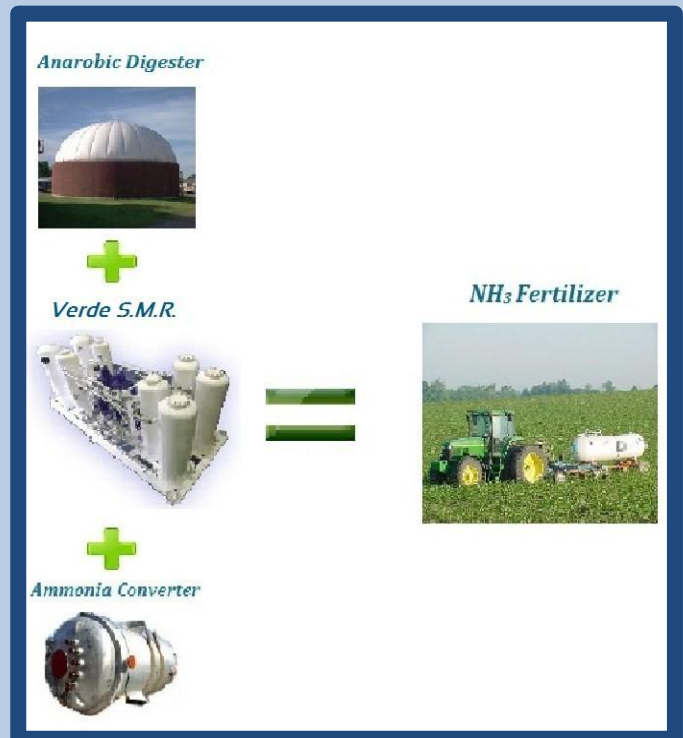 Anarobic Digester
Verde S.M.R.
NH₃ Fertilizer
Ammonia Converter